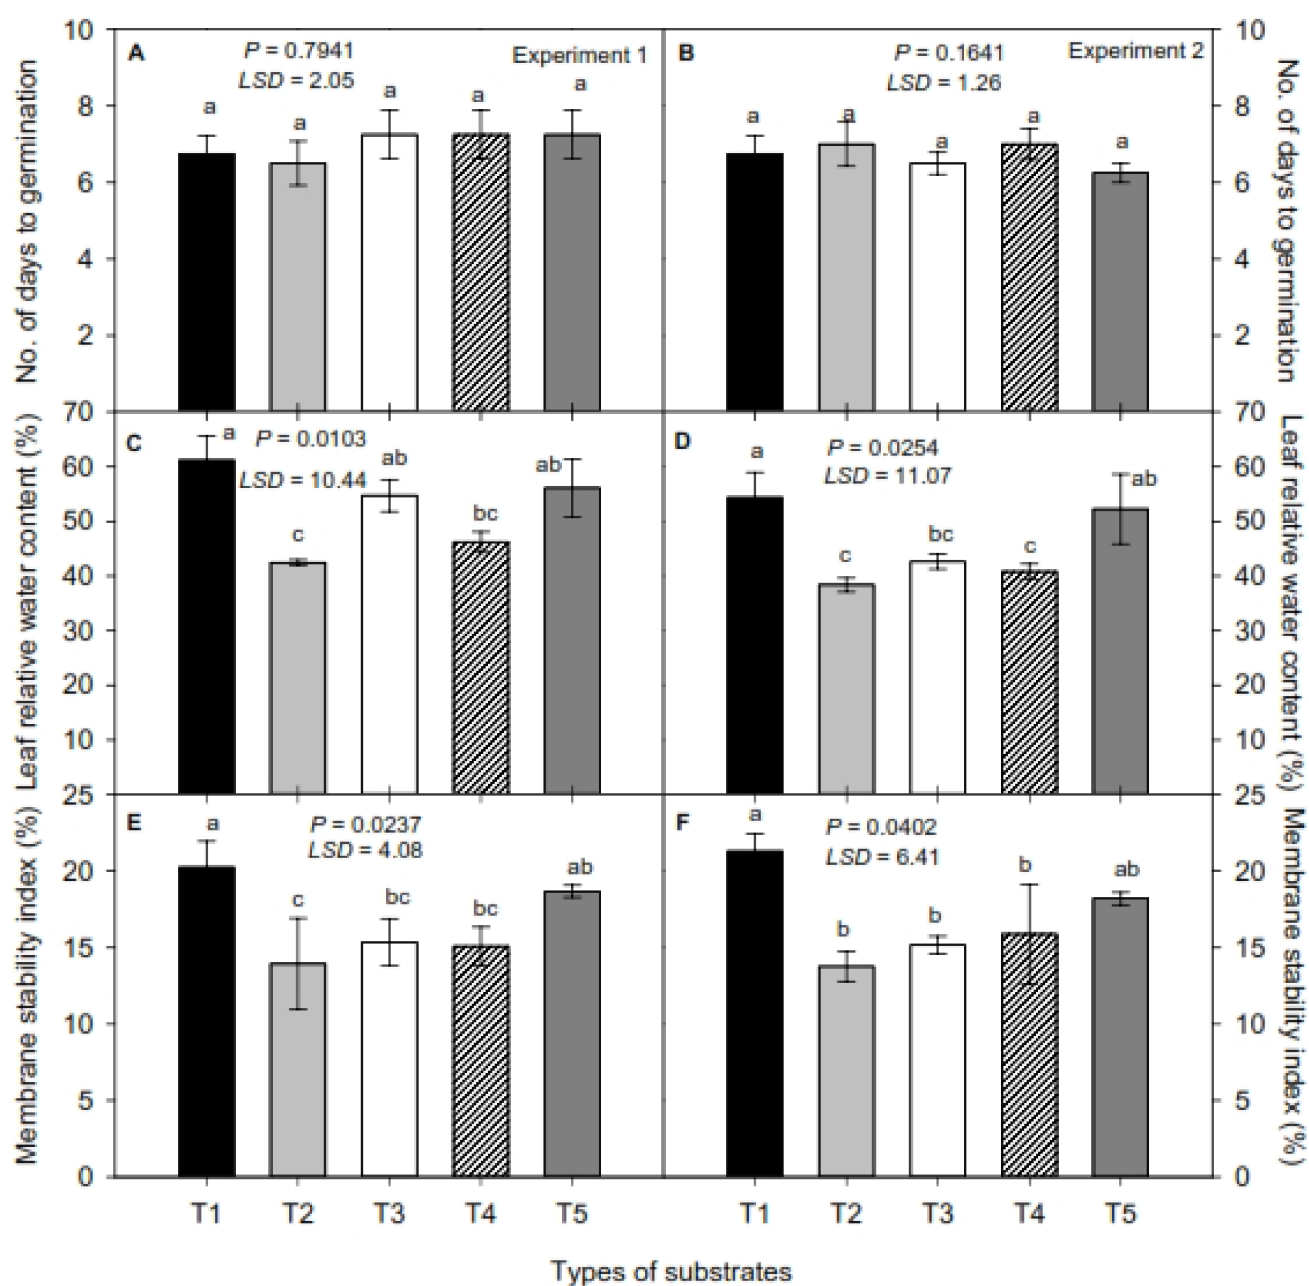 10
8
6
4
2
70
60
50
40
30
20
10
25
20
15
10
5
0
No. of days to germination
Leaf relative water content (%)
Membrane stability index (%)
A
P = 0.7941
LSD = 2.05
Experiment 1
a
a
a
a
a
B
P = 0.1641
LSD = 1.26
Experiment 2
a
a
a
a
a
C
P = 0.0103
LSD = 10.44
a
c
ab
bc
ab
D
P = 0.0254
LSD = 11.07
a
c
bc
c
ab
E
P = 0.0237
LSD = 4.08
a
c
bc
bc
ab
F
P = 0.0402
LSD = 6.41
a
b
b
b
ab
10
8
6
4
2
70
60
50
40
30
20
10
25
20
15
10
5
0
No. of days to germination
Leaf relative water content (%)
Membrane stability index (%)
T1 T2 T3 T4 T5 T1 T2 T3 T4 T5
Types of substrates